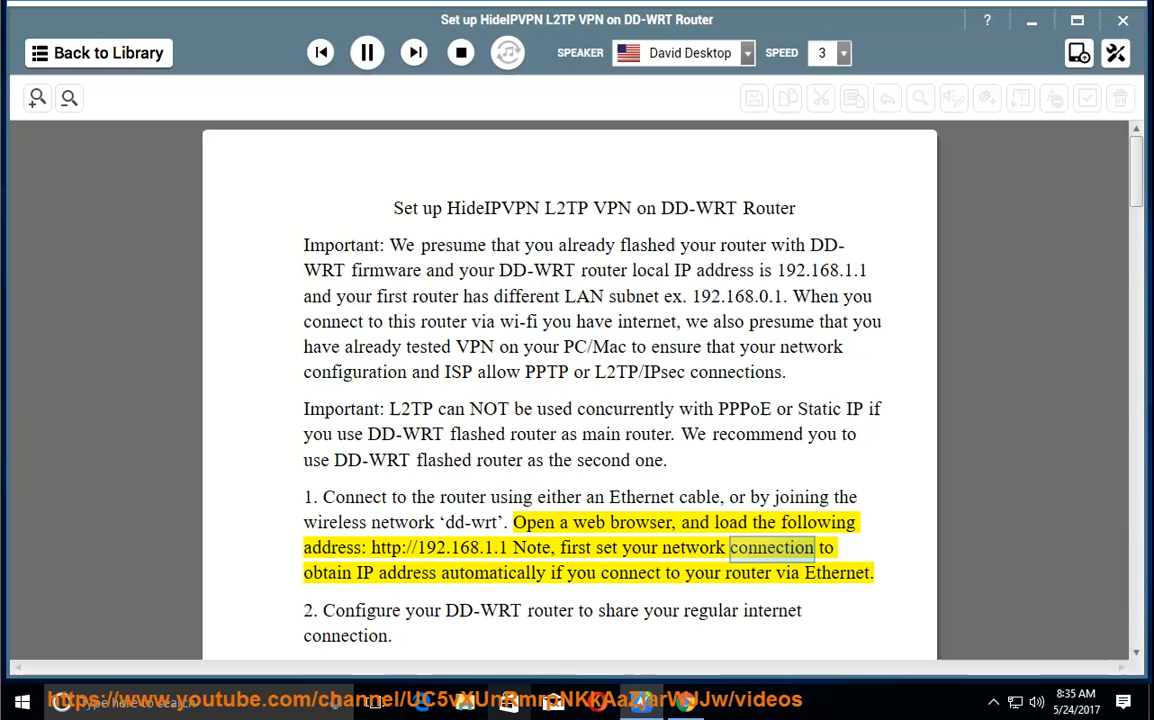 Set up HideIPVPN L2TP VPN on DD-WRT Router
Back to Library
SPEAKER David Desktop SPEED 3
Set up HideIPVPN L2TP VPN on DD-WRT Router
Important: We presume that you already flashed your router with DD-
WRT firmware and your DD-WRT router local IP address is 192.168.1.1
and your first router has different LAN subnet ex. 192.168.0.1. When you
connect to this router via wi-fi you have internet, we also presume that you
have already tested VPN on your PC/Mac to ensure that your network
configuration and ISP allow PPTP or L2TP/IPsec connections.
Important: L2TP can NOT be used concurrently with PPPoE or Static IP if
you use DD-WRT flashed router as main router. We recommend you to
use DD-WRT flashed router as the second one.
1. Connect to the router using either an Ethernet cable, or by joining the
wireless network ‘dd-wrt’. Open a web browser, and load the following
address: http://192.168.1.1 Note, first set your network connection to
obtain IP address automatically if you connect to your router via Ethernet.
2. Configure your DD-WRT router to share your regular internet
connection.
8:35 AM
Type here to search
5/24/2017